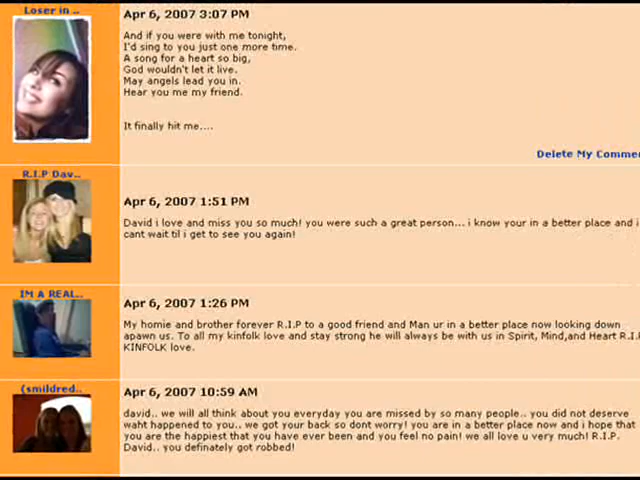 Loser in ..
Apr 6, 2007 3:07 PM
And if you were with me tonight,
I'd sing to you just one more time.
A song for a heart so big,
God wouldn't let it live.
May angels lead you in.
Hear you me my friend.
It finally hit me....
Delete My Commen
R.I.P Dav..
Apr 6, 2007 1:51 PM
David i love and miss you so much! you were such a great person... i know your in a better place and i
cant wait til i get to see you again!
IM A REAL..
Apr 6, 2007 1:26 PM
My homie and brother forever R.I.P to a good friend and Man ur in a better place now looking down
apawn us. To all my kinfolk love and stay strong he will always be with us in Spirit, Mind,and Heart R.I.P
KINFOLK love.
(smildred..
Apr 6, 2007 10:59 AM
david.. we will all think about you everyday you are missed by so many people.. you did not deserve
waht happened to you.. we got your back so dont worry! you are in a better place now and i hope that
you are the happiest that you have ever been and you feel no pain! we all love u very much! R.I.P.
David.. you definately got robbed!